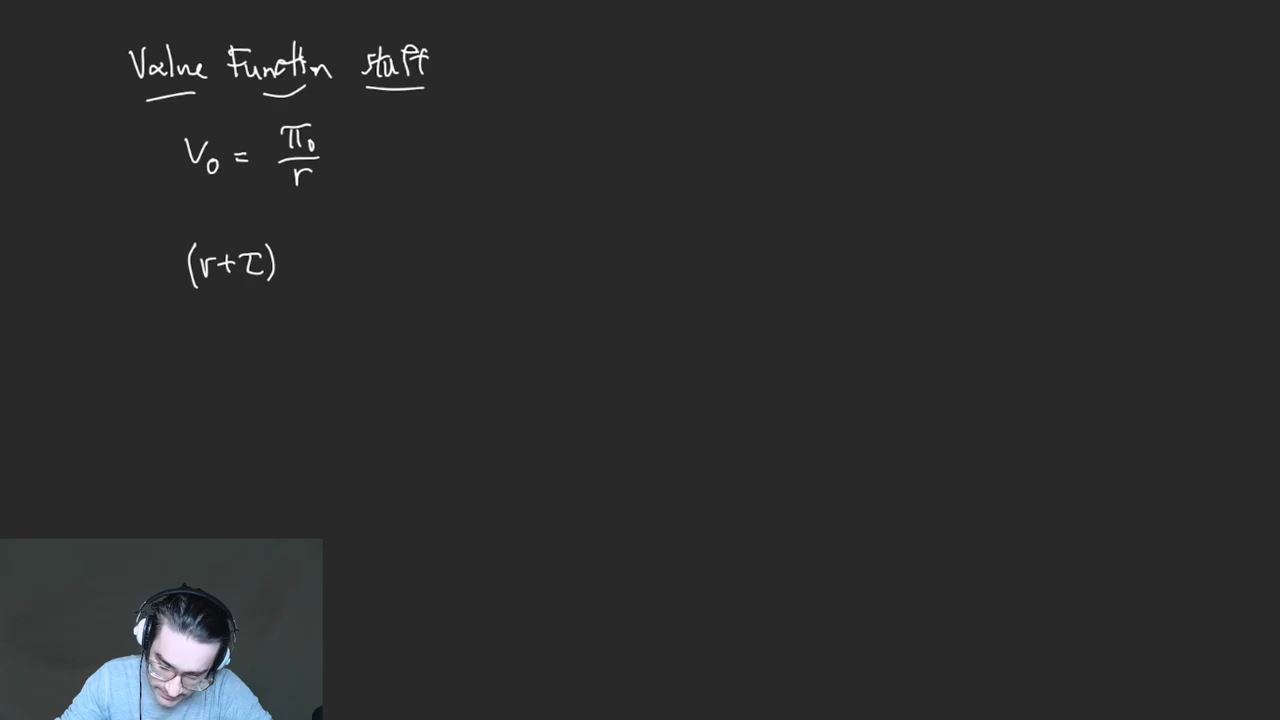 Value Function stuff
V₀ = π₀ / r
(r+τ)